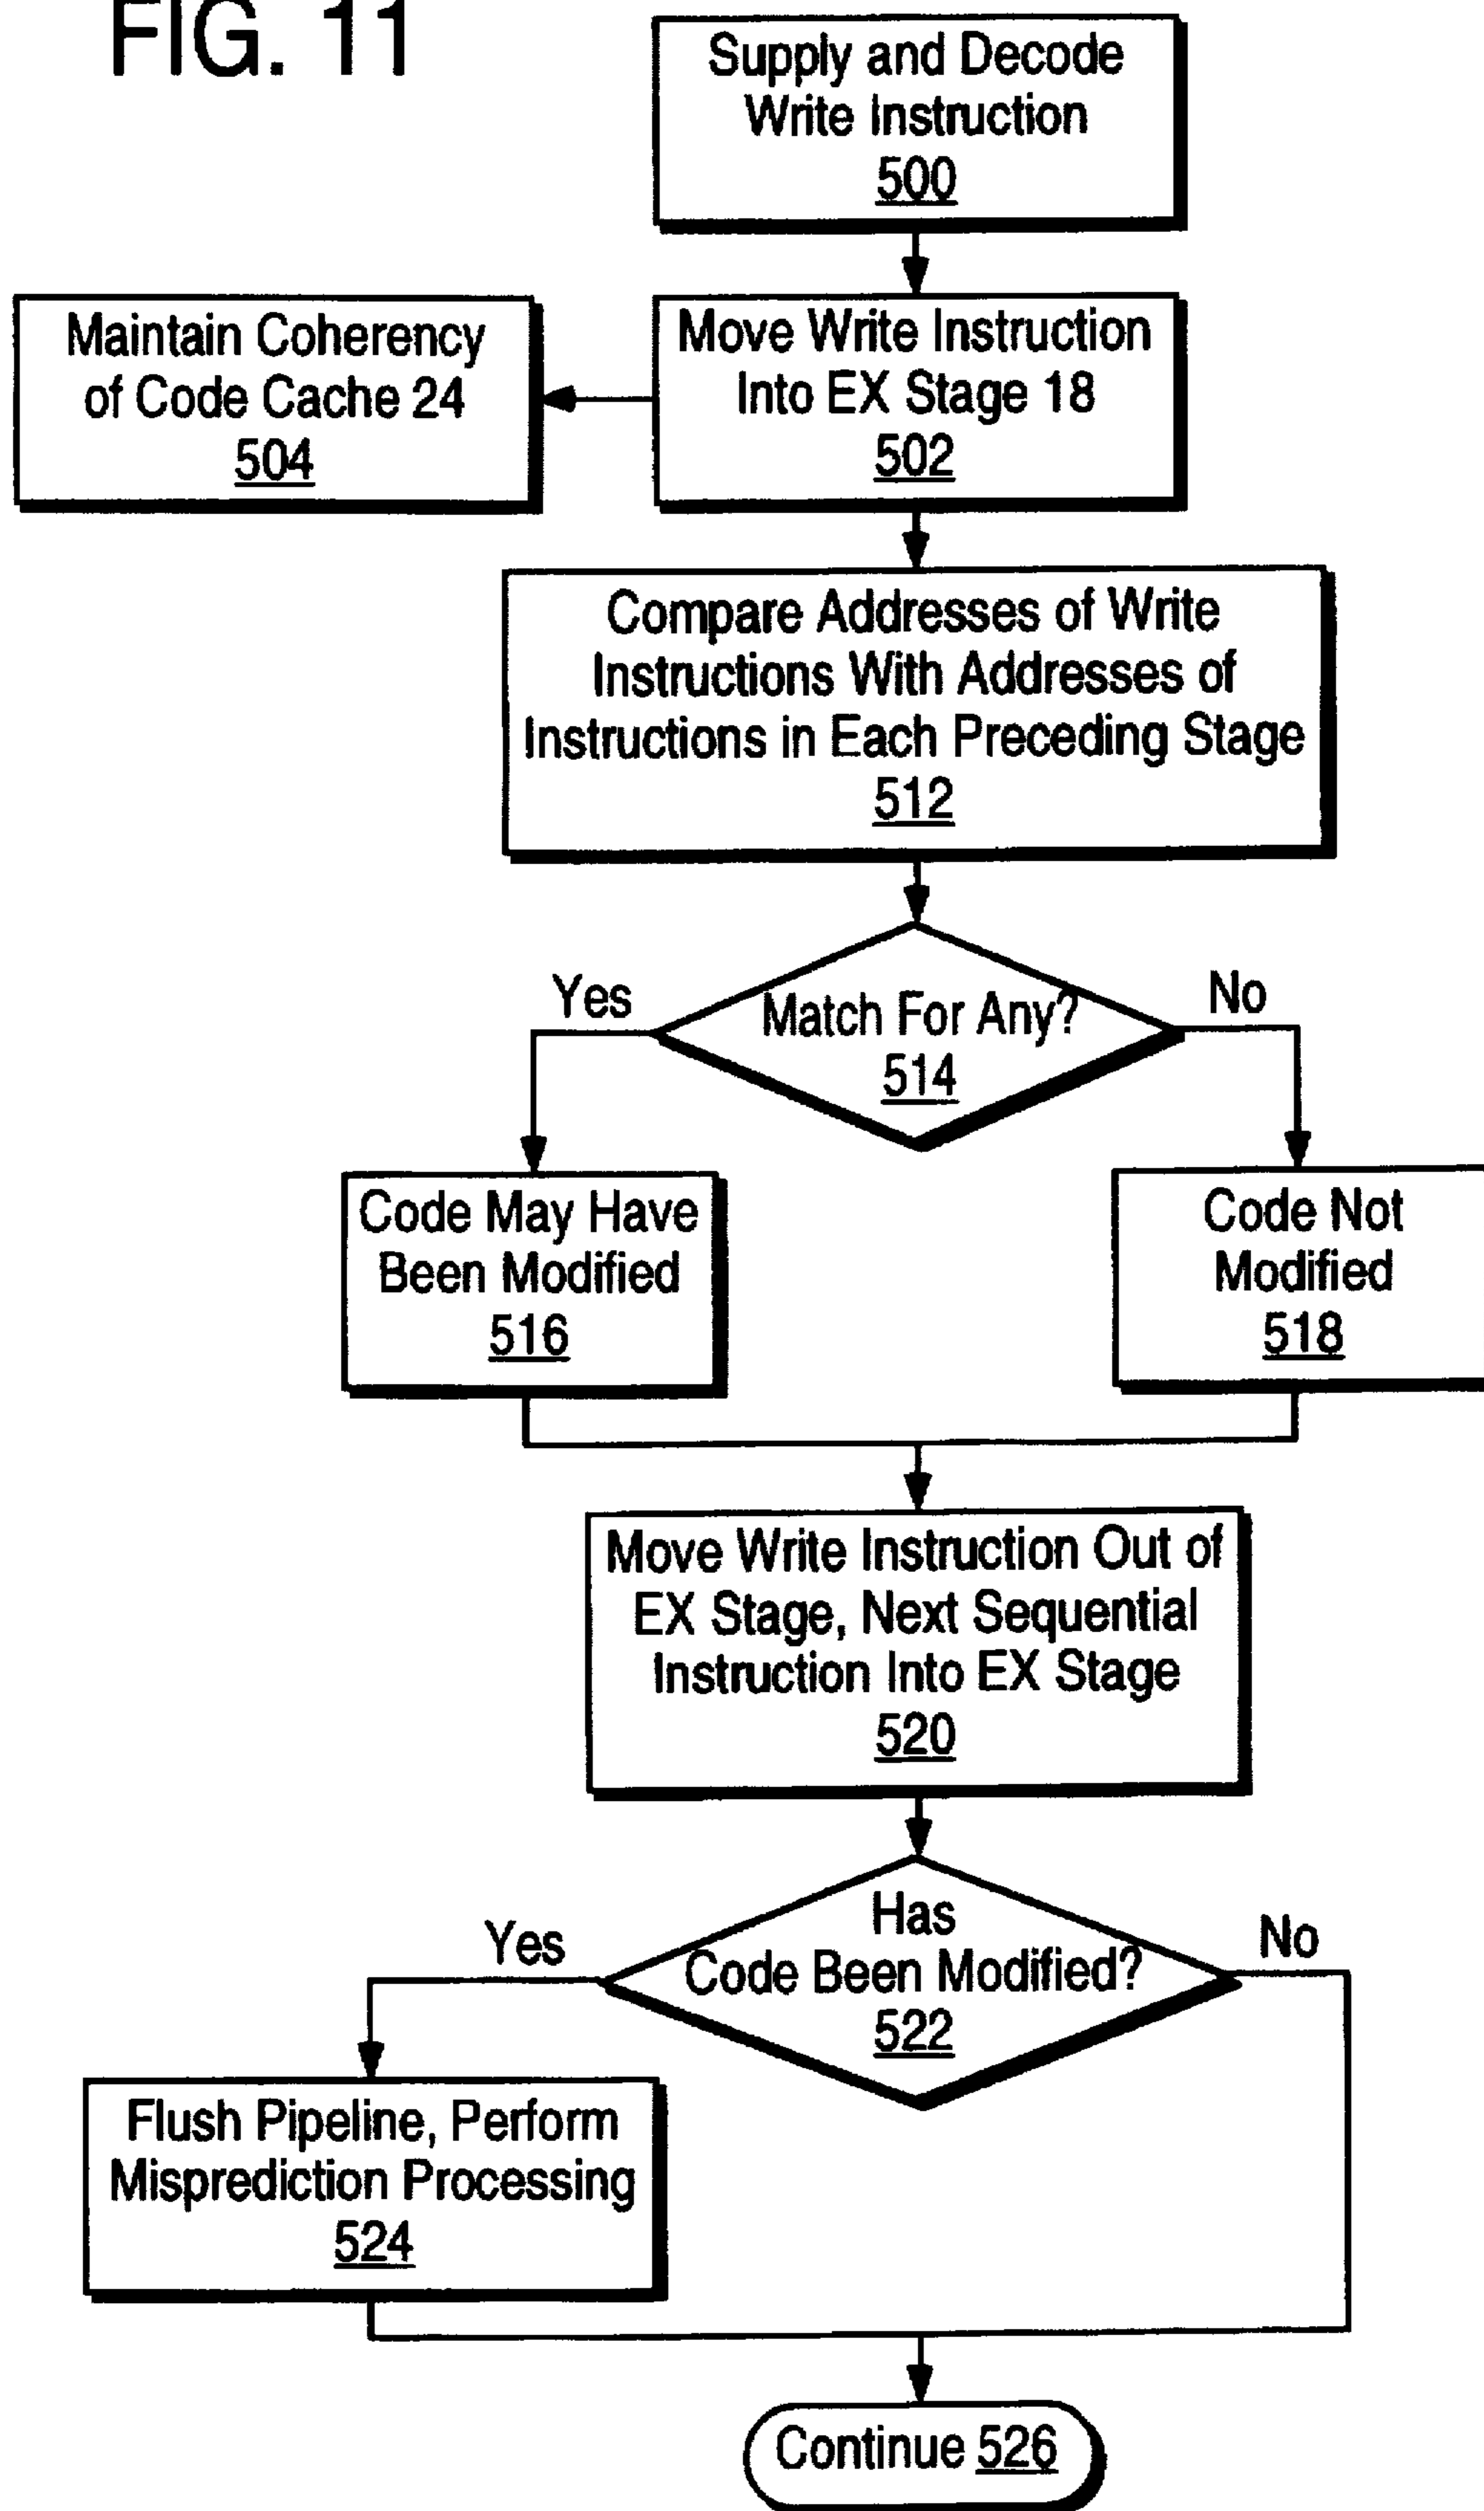 FIG. 11
Supply and Decode
Write Instruction
500
Maintain Coherency
of Code Cache 24
504
Move Write Instruction
Into EX Stage 18
502
Compare Addresses of Write
Instructions With Addresses of
Instructions in Each Preceding Stage
512
Yes
Match For Any?
514
No
Code May Have
Been Modified
516
Code Not
Modified
518
Move Write Instruction Out of
EX Stage, Next Sequential
Instruction Into EX Stage
520
Yes
Has
Code Been Modified?
522
No
Flush Pipeline, Perform
Misprediction Processing
524
Continue 526